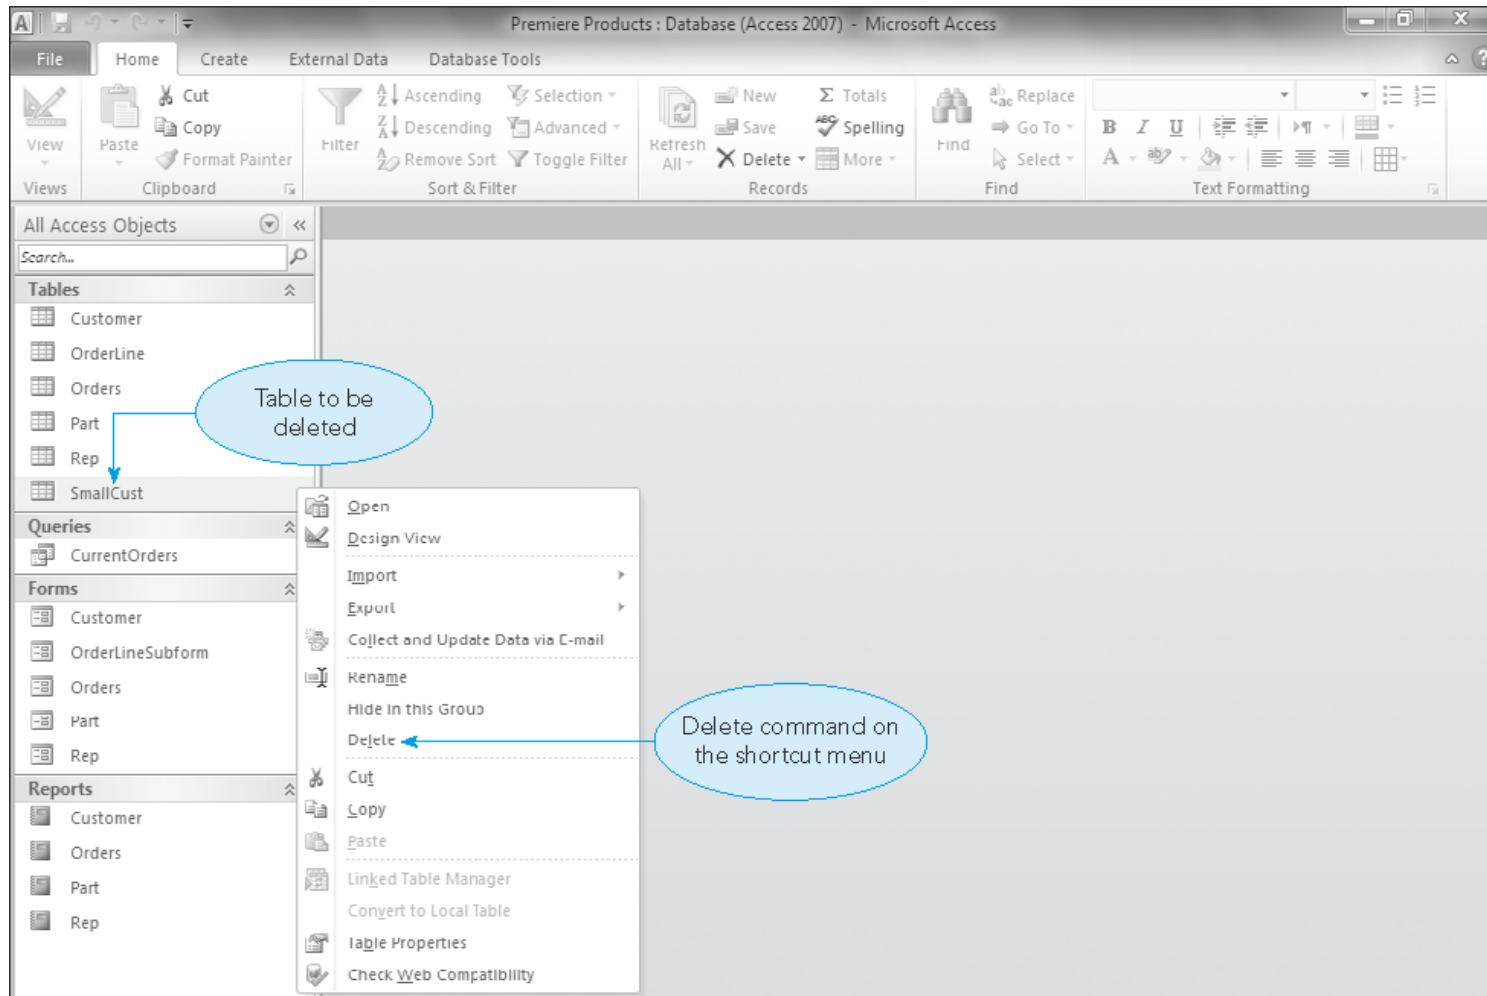 A
Premiere Products : Database (Access 2007) - Microsoft Access
File Home Create External Data Database Tools
View
Views
Paste
Cut
Copy
Format Painter
Clipboard
Filter
Ascending
Descending
Remove Sort
Selection
Advanced
Toggle Filter
Sort & Filter
Refresh
All
New
Save
Delete
Totals
Spelling
More
Records
Find
Replace
Go To
Select
Find
B I U
A
Text Formatting
All Access Objects
Search...
Tables
Customer
OrderLine
Orders
Part
Rep
SmallCust
Queries
CurrentOrders
Forms
Customer
OrderLineSubform
Orders
Part
Rep
Reports
Customer
Orders
Part
Rep
Table to be
deleted
Open
Design View
Import
Export
Collect and Update Data via E-mail
Rename
Hide in this Group
Delete
Cut
Copy
Paste
Linked Table Manager
Convert to Local Table
Table Properties
Check Web Compatibility
Delete command on
the shortcut menu